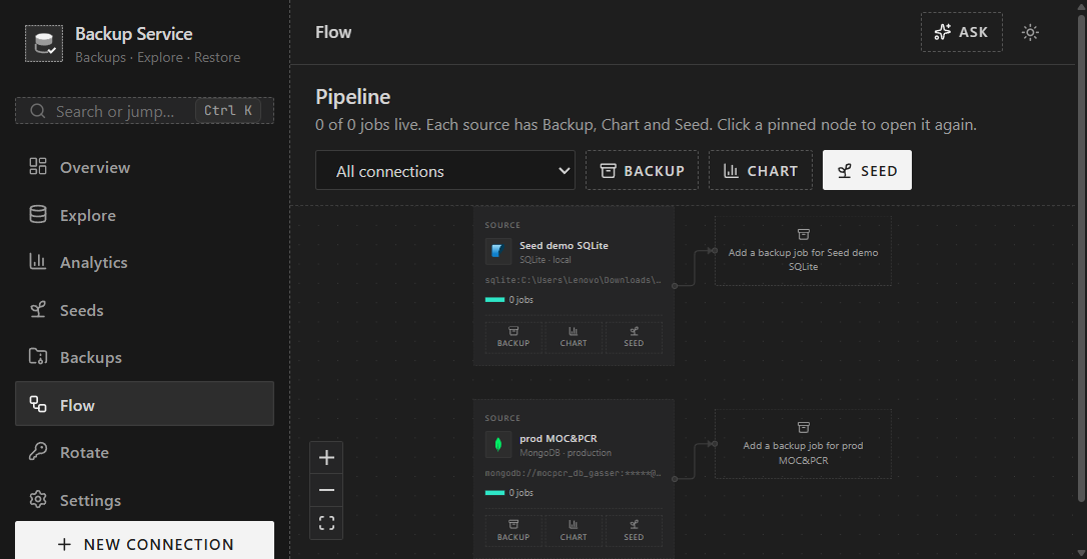 Backup Service
Backups · Explore · Restore
Search or jump... Ctrl K
Overview
Explore
Analytics
Seeds
Backups
Flow
Rotate
Settings
+ NEW CONNECTION
Flow
ASK
Pipeline
0 of 0 jobs live. Each source has Backup, Chart and Seed. Click a pinned node to open it again.
All connections
BACKUP
CHART
SEED
SOURCE
Seed demo SQLite
SQLite · local
sqlite:C:\Users\Lenovo\Downloads\…
0 jobs
BACKUP
CHART
SEED
Add a backup job for Seed demo
SQLite
SOURCE
prod MOC&PCR
MongoDB · production
mongodb://mocpcr_db_gasser:*****@…
0 jobs
BACKUP
CHART
SEED
Add a backup job for prod
MOC&PCR